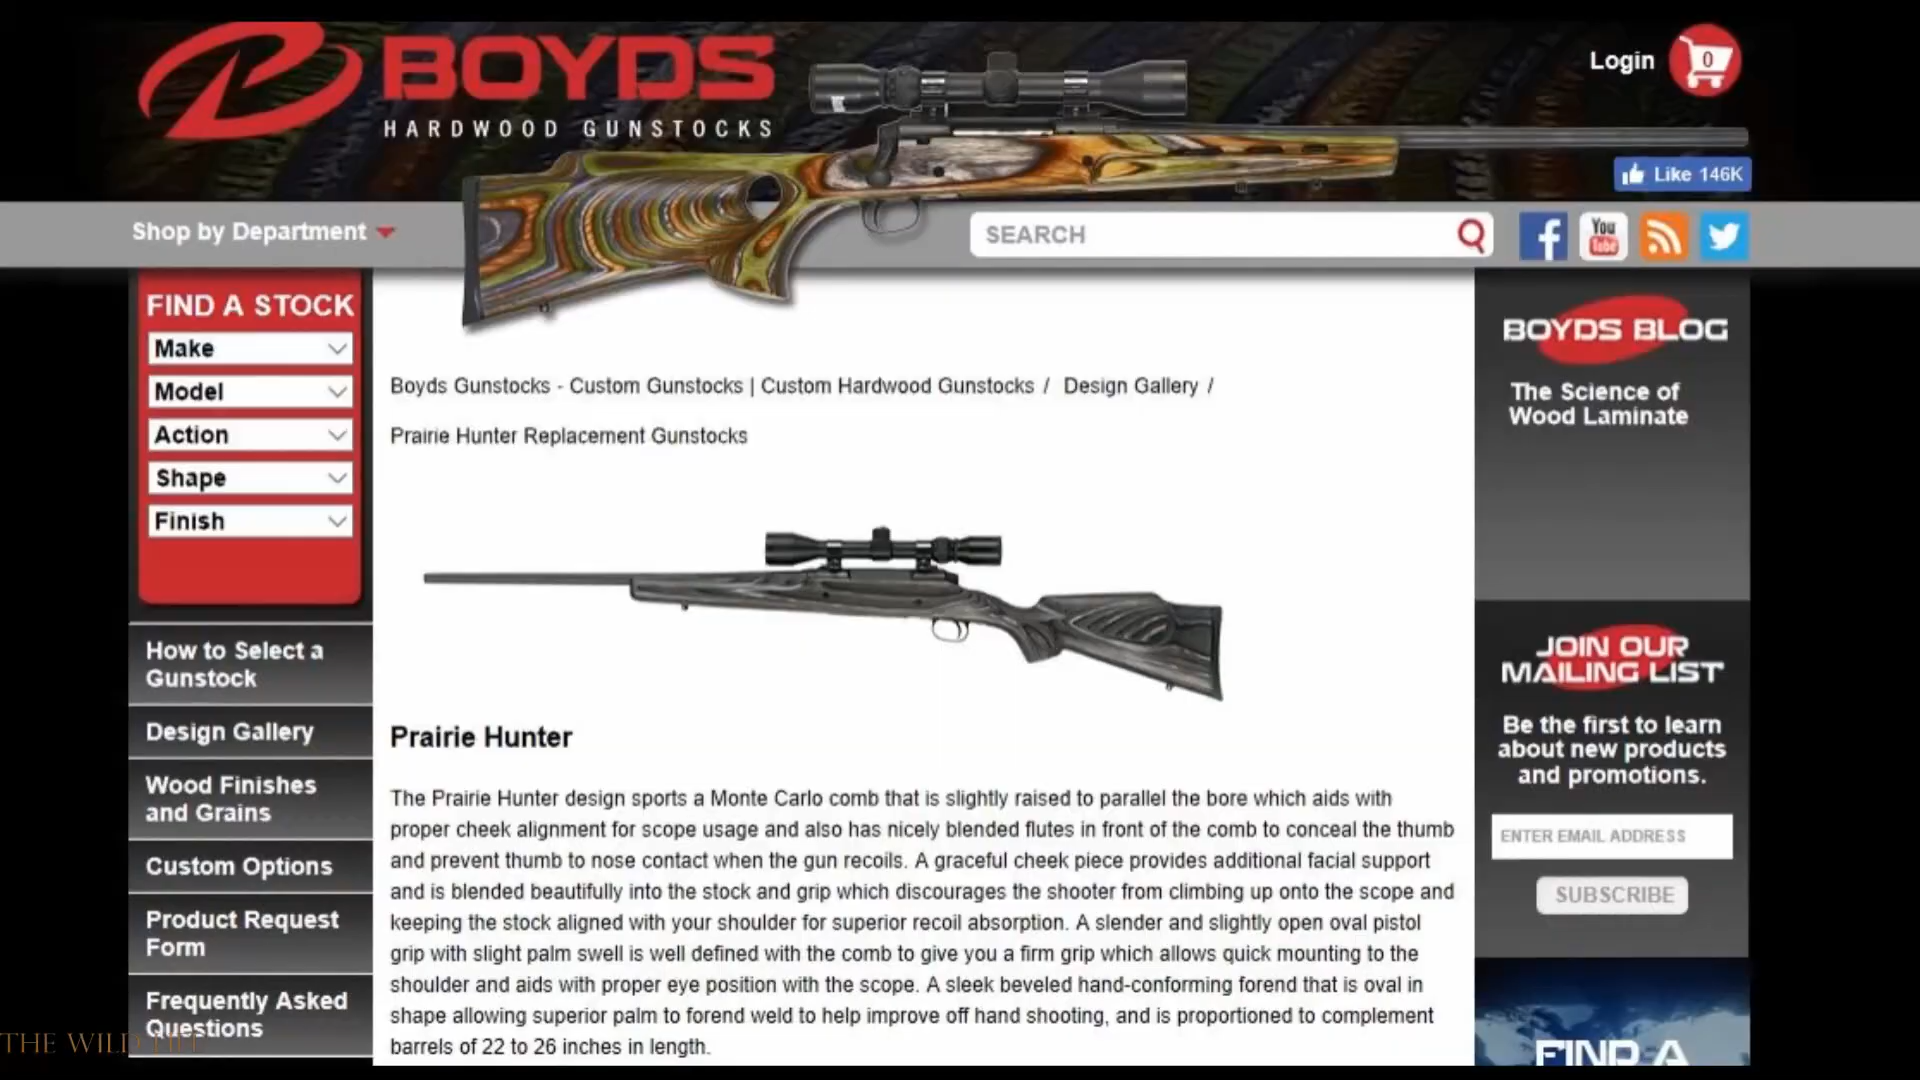 BOYDS
HARDWOOD GUNSTOCKS
Login
0
Like 146K
Shop by Department
SEARCH
You
Tube
FIND A STOCK
Make
Model
Action
Shape
Finish
How to Select a
Gunstock
Design Gallery
Wood Finishes
and Grains
Custom Options
Product Request
Form
Frequently Asked
Questions
THE WILD
Boyds Gunstocks - Custom Gunstocks | Custom Hardwood Gunstocks / Design Gallery /
Prairie Hunter Replacement Gunstocks
Prairie Hunter
The Prairie Hunter design sports a Monte Carlo comb that is slightly raised to parallel the bore which aids with
proper cheek alignment for scope usage and also has nicely blended flutes in front of the comb to conceal the thumb
and prevent thumb to nose contact when the gun recoils. A graceful cheek piece provides additional facial support
and is blended beautifully into the stock and grip which discourages the shooter from climbing up onto the scope and
keeping the stock aligned with your shoulder for superior recoil absorption. A slender and slightly open oval pistol
grip with slight palm swell is well defined with the comb to give you a firm grip which allows quick mounting to the
shoulder and aids with proper eye position with the scope. A sleek beveled hand-conforming forend that is oval in
shape allowing superior palm to forend weld to help improve off hand shooting, and is proportioned to complement
barrels of 22 to 26 inches in length.
BOYDS BLOG
The Science of
Wood Laminate
JOIN OUR
MAILING LIST
Be the first to learn
about new products
and promotions.
ENTER EMAIL ADDRESS
SUBSCRIBE
FIND A